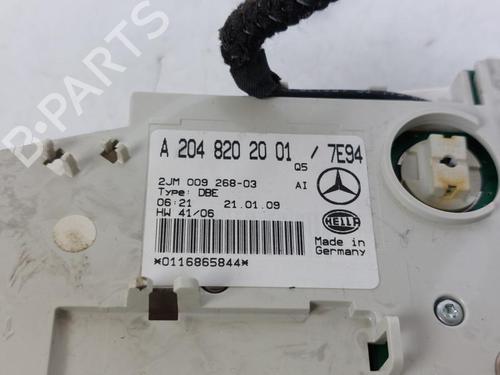 A 204 820 20 01 / 7E94
Q5
2JM 009 268-03 AI
Type: DBE
06:21 21.01.09
HW 41/06
HELLA
Made in
Germany
*0116865844*
B-PARTS